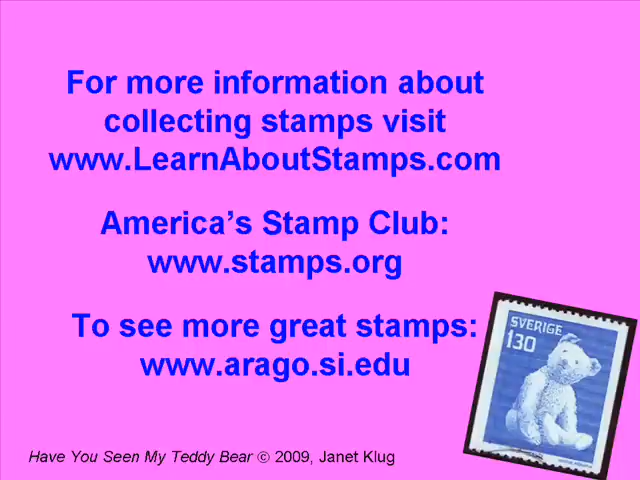 For more information about
collecting stamps visit
www.LearnAboutStamps.com
America's Stamp Club:
www.stamps.org
To see more great stamps:
www.arago.si.edu
SVERIGE
130
Have You Seen My Teddy Bear © 2009, Janet Klug